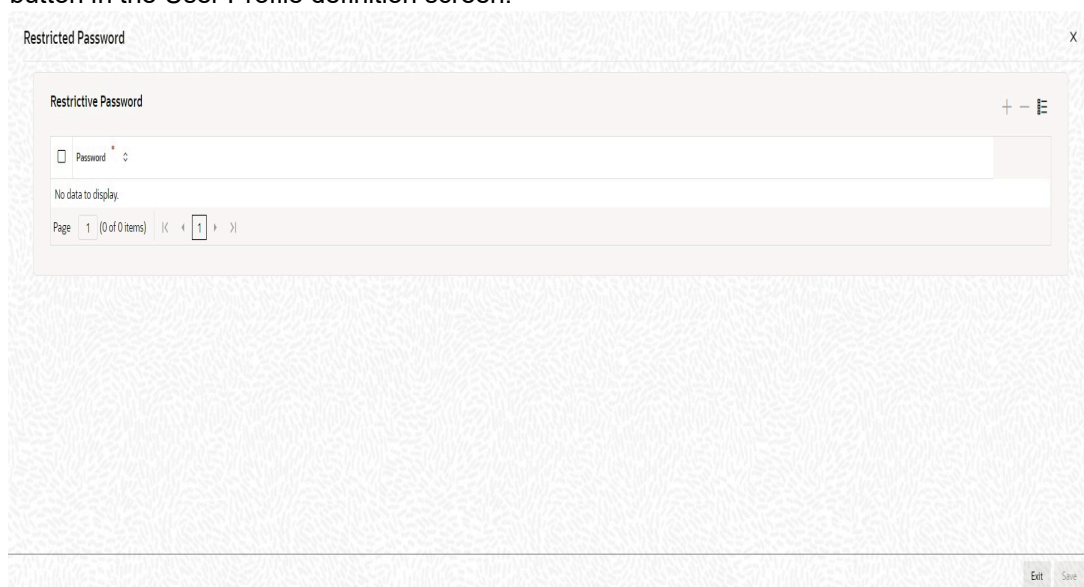 button in the User Profile definition screen.
Restricted Password X
Restrictive Password
Password *
No data to display.
Page 1 (0 of 0 items) 1
Exit Save